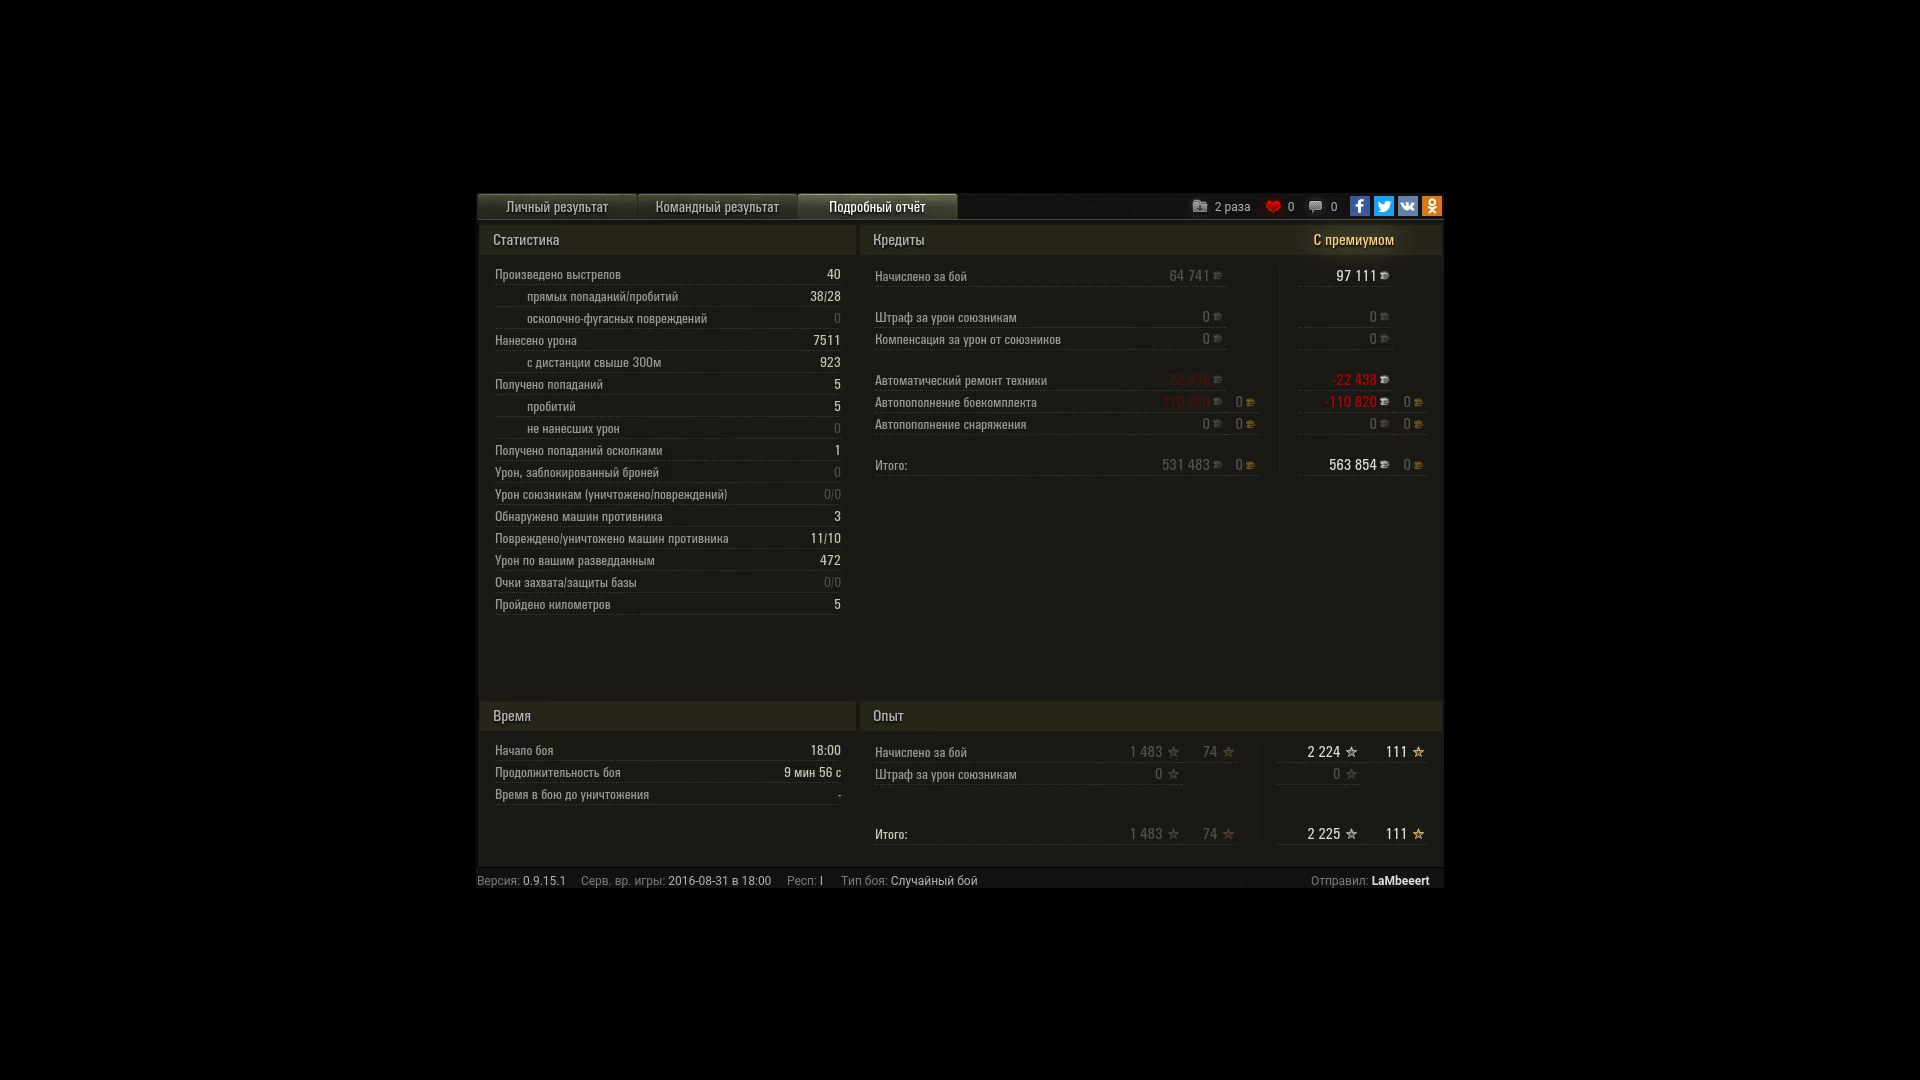 Личный результат Командный результат Подробный отчёт 2 раза 0 0
Статистика
Произведено выстрелов 40
прямых попаданий/пробитий 38/28
осколочно-фугасных повреждений 0
Нанесено урона 7511
с дистанции свыше 300м 923
Получено попаданий 5
пробитий 5
не нанесших урон 0
Получено попаданий осколками 1
Урон, заблокированный броней 0
Урон союзникам (уничтожено/повреждений) 0/0
Обнаружено машин противника 3
Повреждено/уничтожено машин противника 11/10
Урон по вашим разведданным 472
Очки захвата/защиты базы 0/0
Пройдено километров 5
Кредиты С премиумом
Начислено за бой 64 741 97 111
Штраф за урон союзникам 0 0
Компенсация за урон от союзников 0 0
Автоматический ремонт техники -22 438 -22 438
Автопополнение боекомплекта -110 820 0 -110 820 0
Автопополнение снаряжения 0 0 0 0
Итого: 531 483 0 563 854 0
Время
Начало боя 18:00
Продолжительность боя 9 мин 56 с
Время в бою до уничтожения -
Опыт
Начислено за бой 1 483 74 2 224 111
Штраф за урон союзникам 0 0
Итого: 1 483 74 2 225 111
Версия: 0.9.15.1 Серв. вр. игры: 2016-08-31 в 18:00 Респ: I Тип боя: Случайный бой Отправил: LaMbeeert